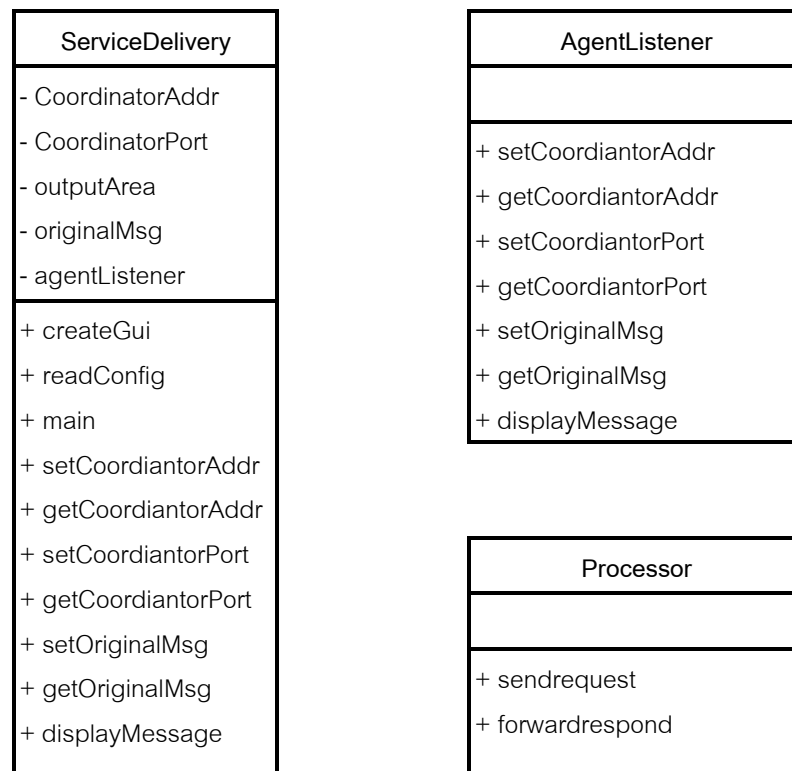 ServiceDelivery
- CoordinatorAddr
- CoordinatorPort
- outputArea
- originalMsg
- agentListener
+ createGui
+ readConfig
+ main
+ setCoordiantorAddr
+ getCoordiantorAddr
+ setCoordiantorPort
+ getCoordiantorPort
+ setOriginalMsg
+ getOriginalMsg
+ displayMessage
AgentListener
+ setCoordiantorAddr
+ getCoordiantorAddr
+ setCoordiantorPort
+ getCoordiantorPort
+ setOriginalMsg
+ getOriginalMsg
+ displayMessage
Processor
+ sendrequest
+ forwardrespond